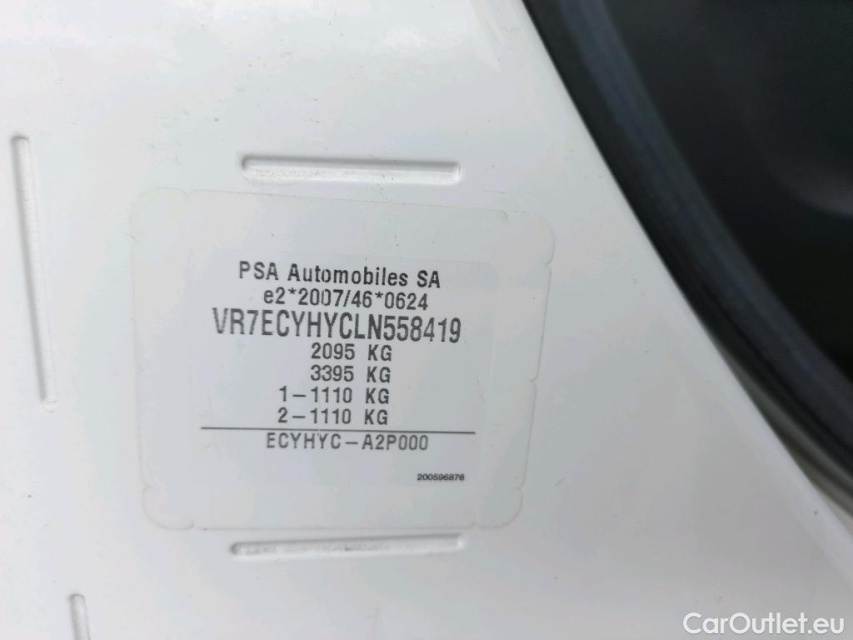 PSA Automobiles SA
e2*2007/46*0624
VR7ECYHYCLN558419
2095 KG
3395 KG
1-1110 KG
2-1110 KG
ECYHYC-A2P000
200596876
CarOutlet.eu